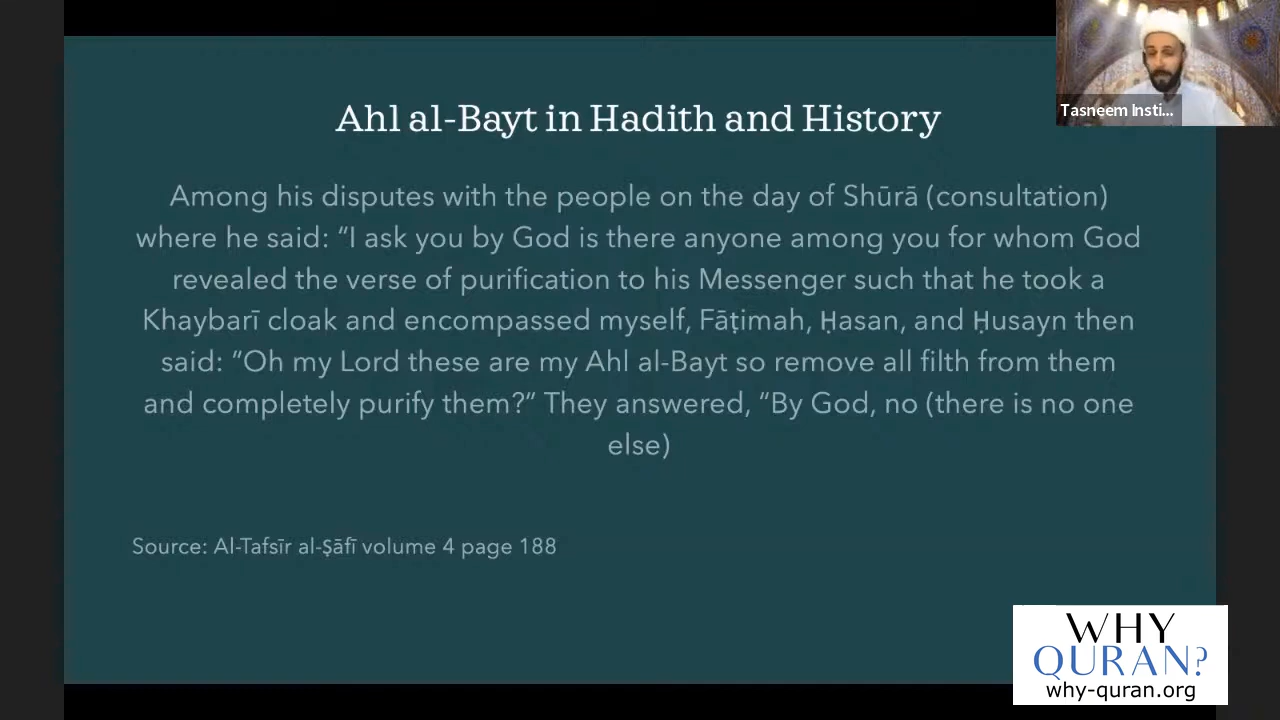 Ahl al-Bayt in Hadith and History
Among his disputes with the people on the day of Shūrā (consultation)
where he said: “I ask you by God is there anyone among you for whom God
revealed the verse of purification to his Messenger such that he took a
Khaybarī cloak and encompassed myself, Fāṭimah, Ḥasan, and Ḥusayn then
said: “Oh my Lord these are my Ahl al-Bayt so remove all filth from them
and completely purify them?” They answered, “By God, no (there is no one
else)
Source: Al-Tafsīr al-Ṣāfī volume 4 page 188
Tasneem Insti...
WHY
QURAN?
why-quran.org